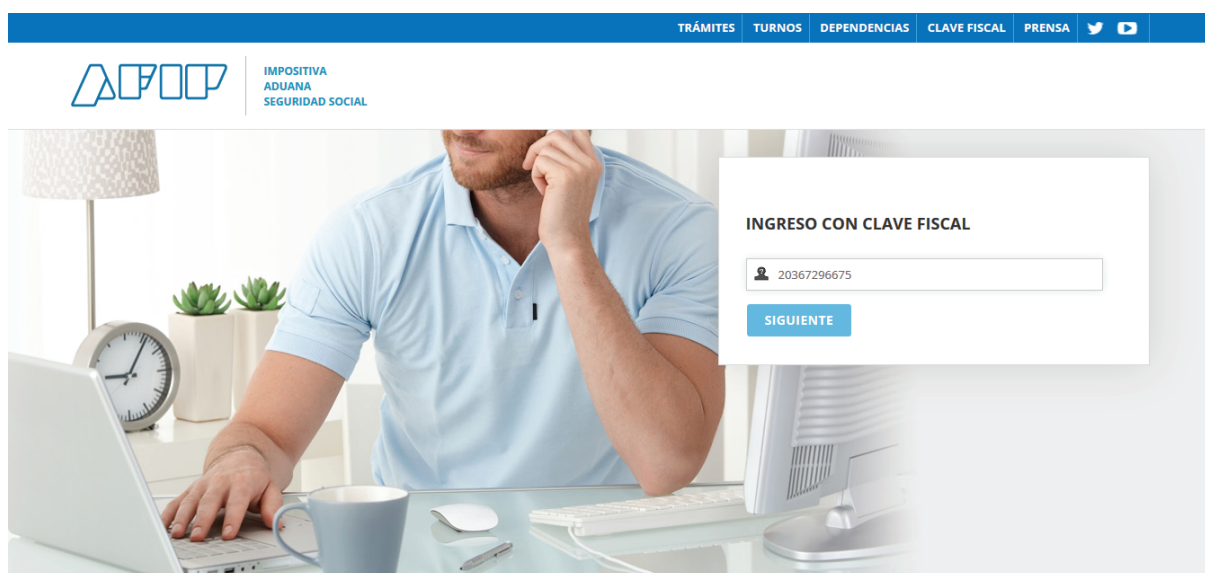 TRÁMITES TURNOS DEPENDENCIAS CLAVE FISCAL PRENSA
AFIP
IMPOSITIVA
ADUANA
SEGURIDAD SOCIAL
INGRESO CON CLAVE FISCAL
20367296675
SIGUIENTE